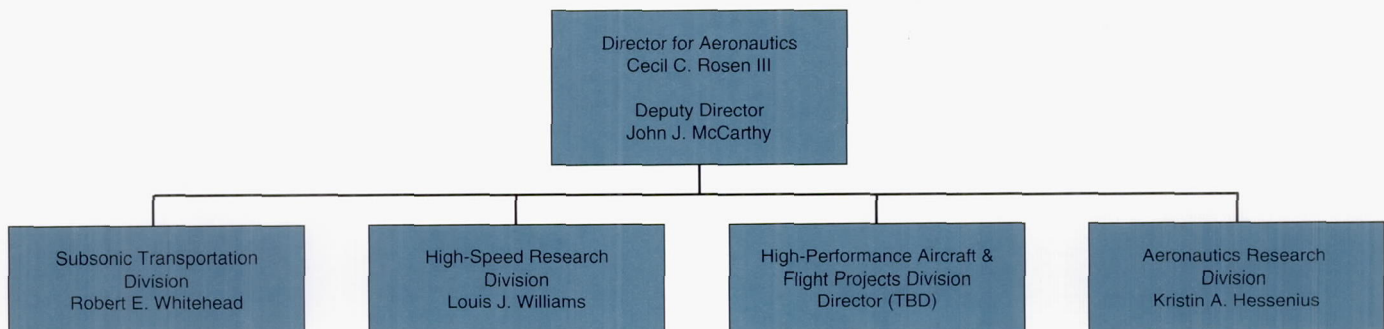 Director for Aeronautics
Cecil C. Rosen III
Deputy Director
John J. McCarthy
Subsonic Transportation
Division
Robert E. Whitehead
High-Speed Research
Division
Louis J. Williams
High-Performance Aircraft &
Flight Projects Division
Director (TBD)
Aeronautics Research
Division
Kristin A. Hessenius